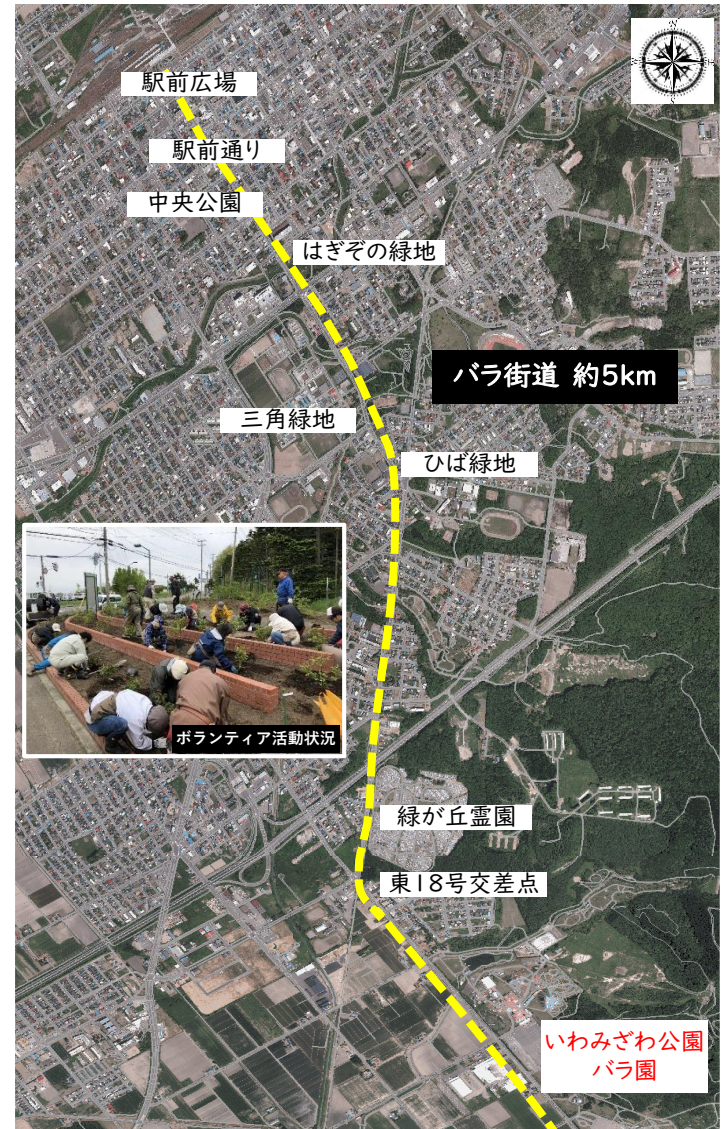 駅前広場
駅前通り
中央公園
はぎぞの緑地
バラ街道 約5km
三角緑地
ひば緑地
ボランティア活動状況
緑が丘霊園
東18号交差点
いわみざわ公園
バラ園